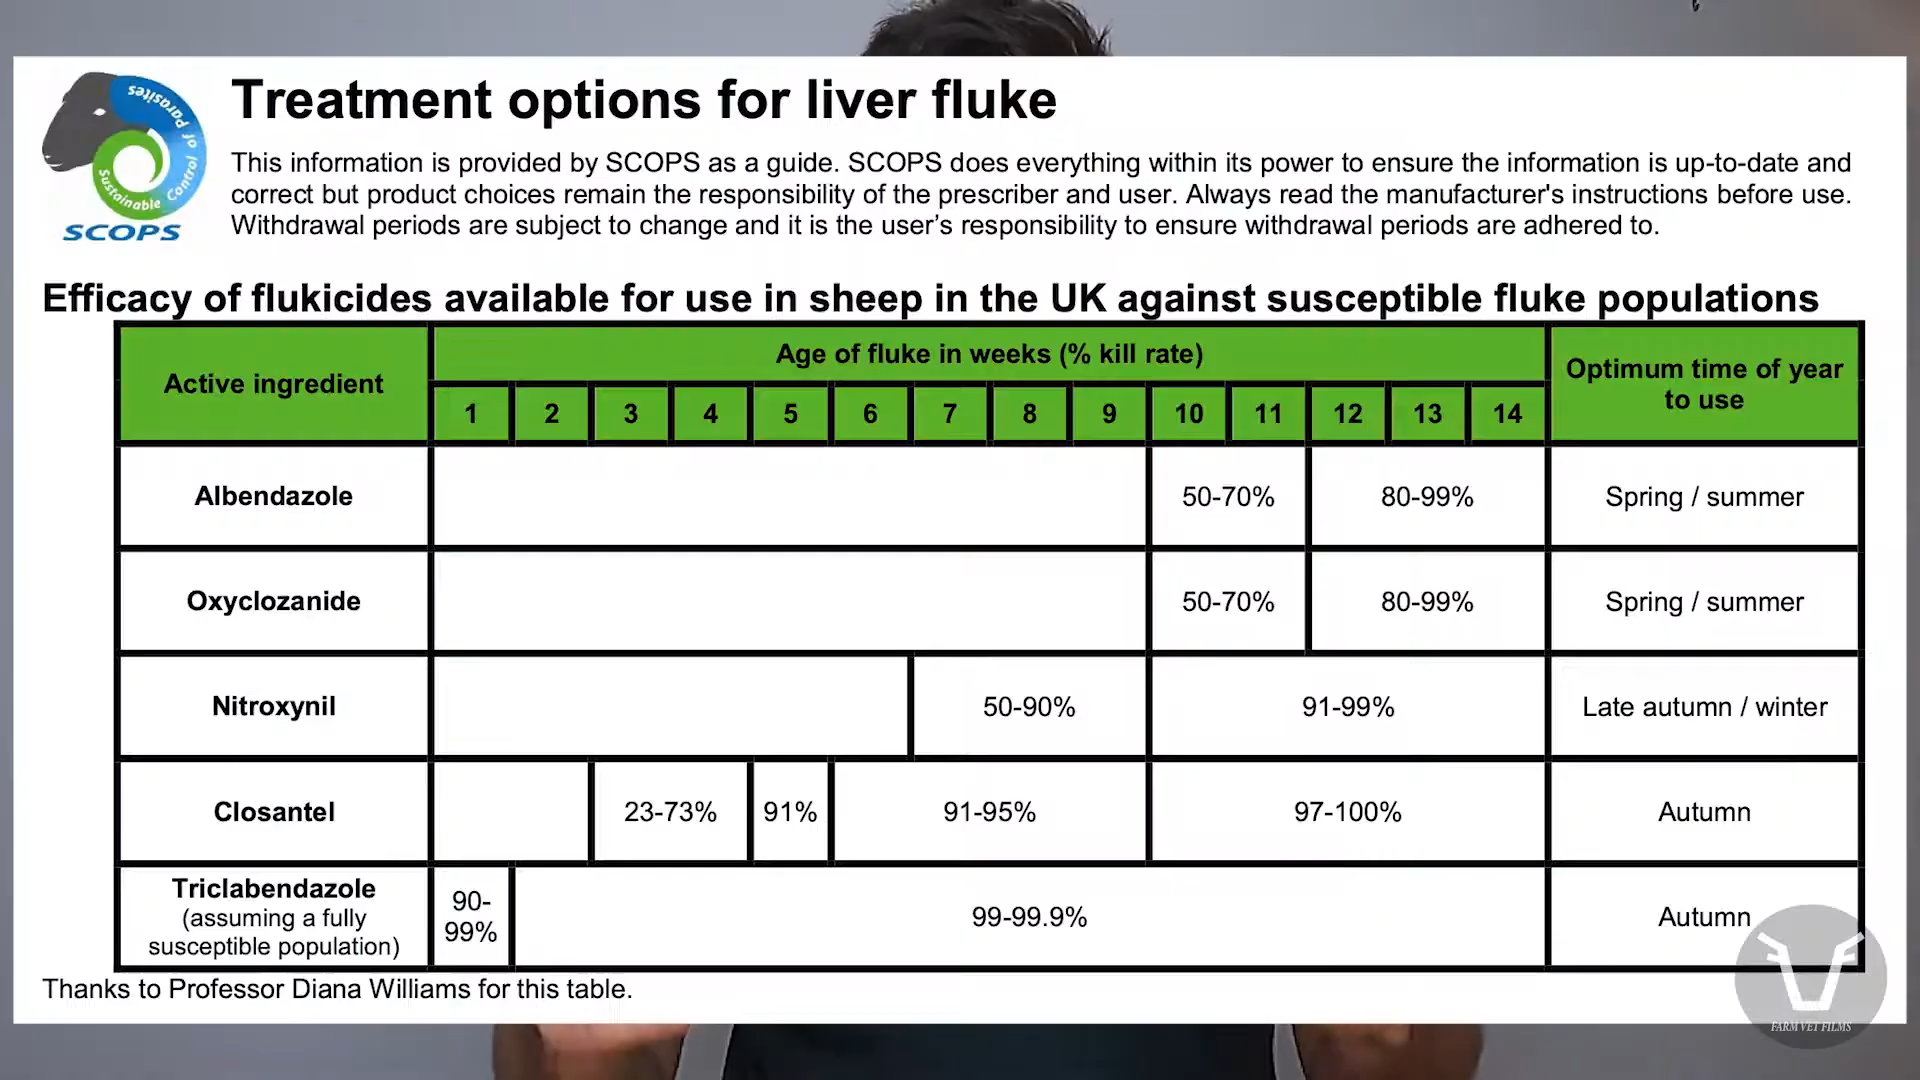 Sustainable Control of Parasites
SCOPS
Treatment options for liver fluke
This information is provided by SCOPS as a guide. SCOPS does everything within its power to ensure the information is up-to-date and
correct but product choices remain the responsibility of the prescriber and user. Always read the manufacturer's instructions before use.
Withdrawal periods are subject to change and it is the user’s responsibility to ensure withdrawal periods are adhered to.
Efficacy of flukicides available for use in sheep in the UK against susceptible fluke populations
Active ingredient
Age of fluke in weeks (% kill rate)
Optimum time of year
to use
1 2 3 4 5 6 7 8 9 10 11 12 13 14
Albendazole 50-70% 80-99% Spring / summer
Oxyclozanide 50-70% 80-99% Spring / summer
Nitroxynil 50-90% 91-99% Late autumn / winter
Closantel 23-73% 91% 91-95% 97-100% Autumn
Triclabendazole
(assuming a fully
susceptible population)
90-
99%
99-99.9%
Autumn
Thanks to Professor Diana Williams for this table.
FARM VET FILMS